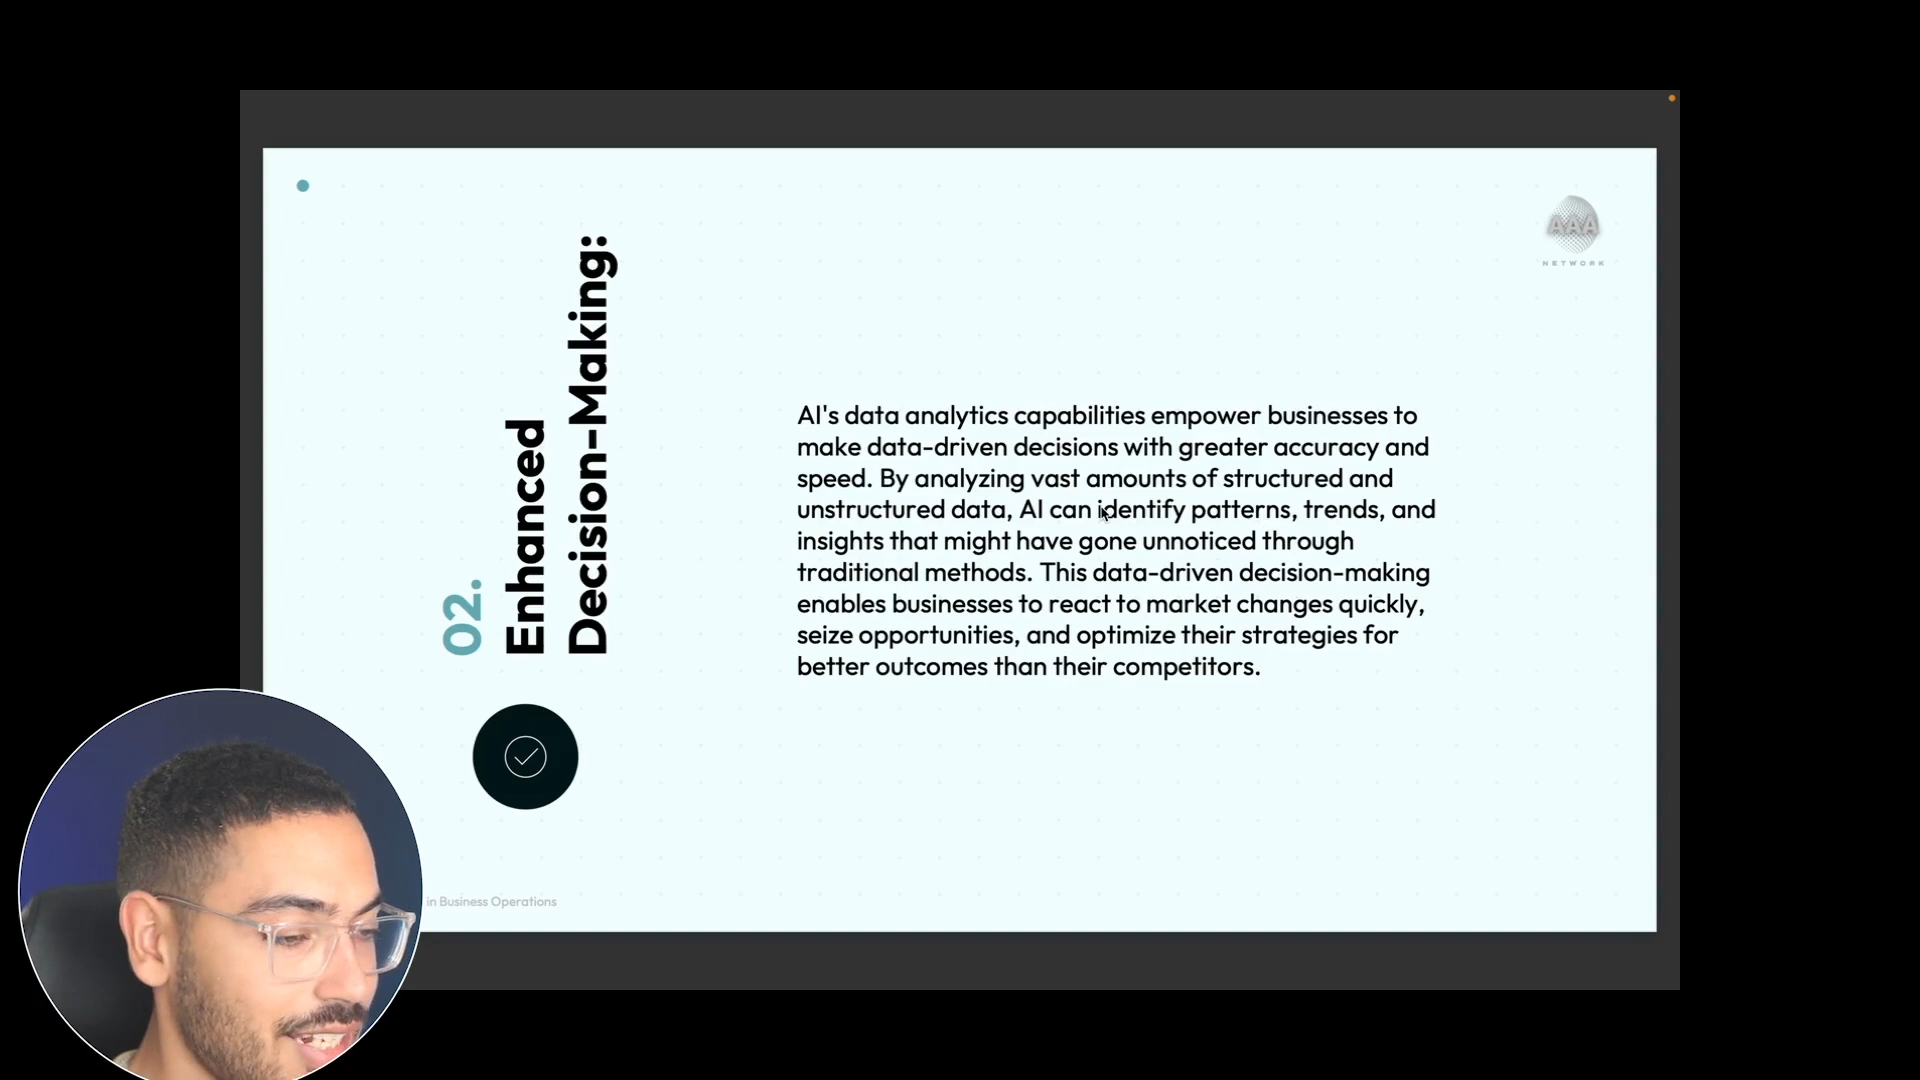 AAA
NETWORK
02.
Enhanced
Decision-Making:
AI's data analytics capabilities empower businesses to
make data-driven decisions with greater accuracy and
speed. By analyzing vast amounts of structured and
unstructured data, AI can identify patterns, trends, and
insights that might have gone unnoticed through
traditional methods. This data-driven decision-making
enables businesses to react to market changes quickly,
seize opportunities, and optimize their strategies for
better outcomes than their competitors.
in Business Operations